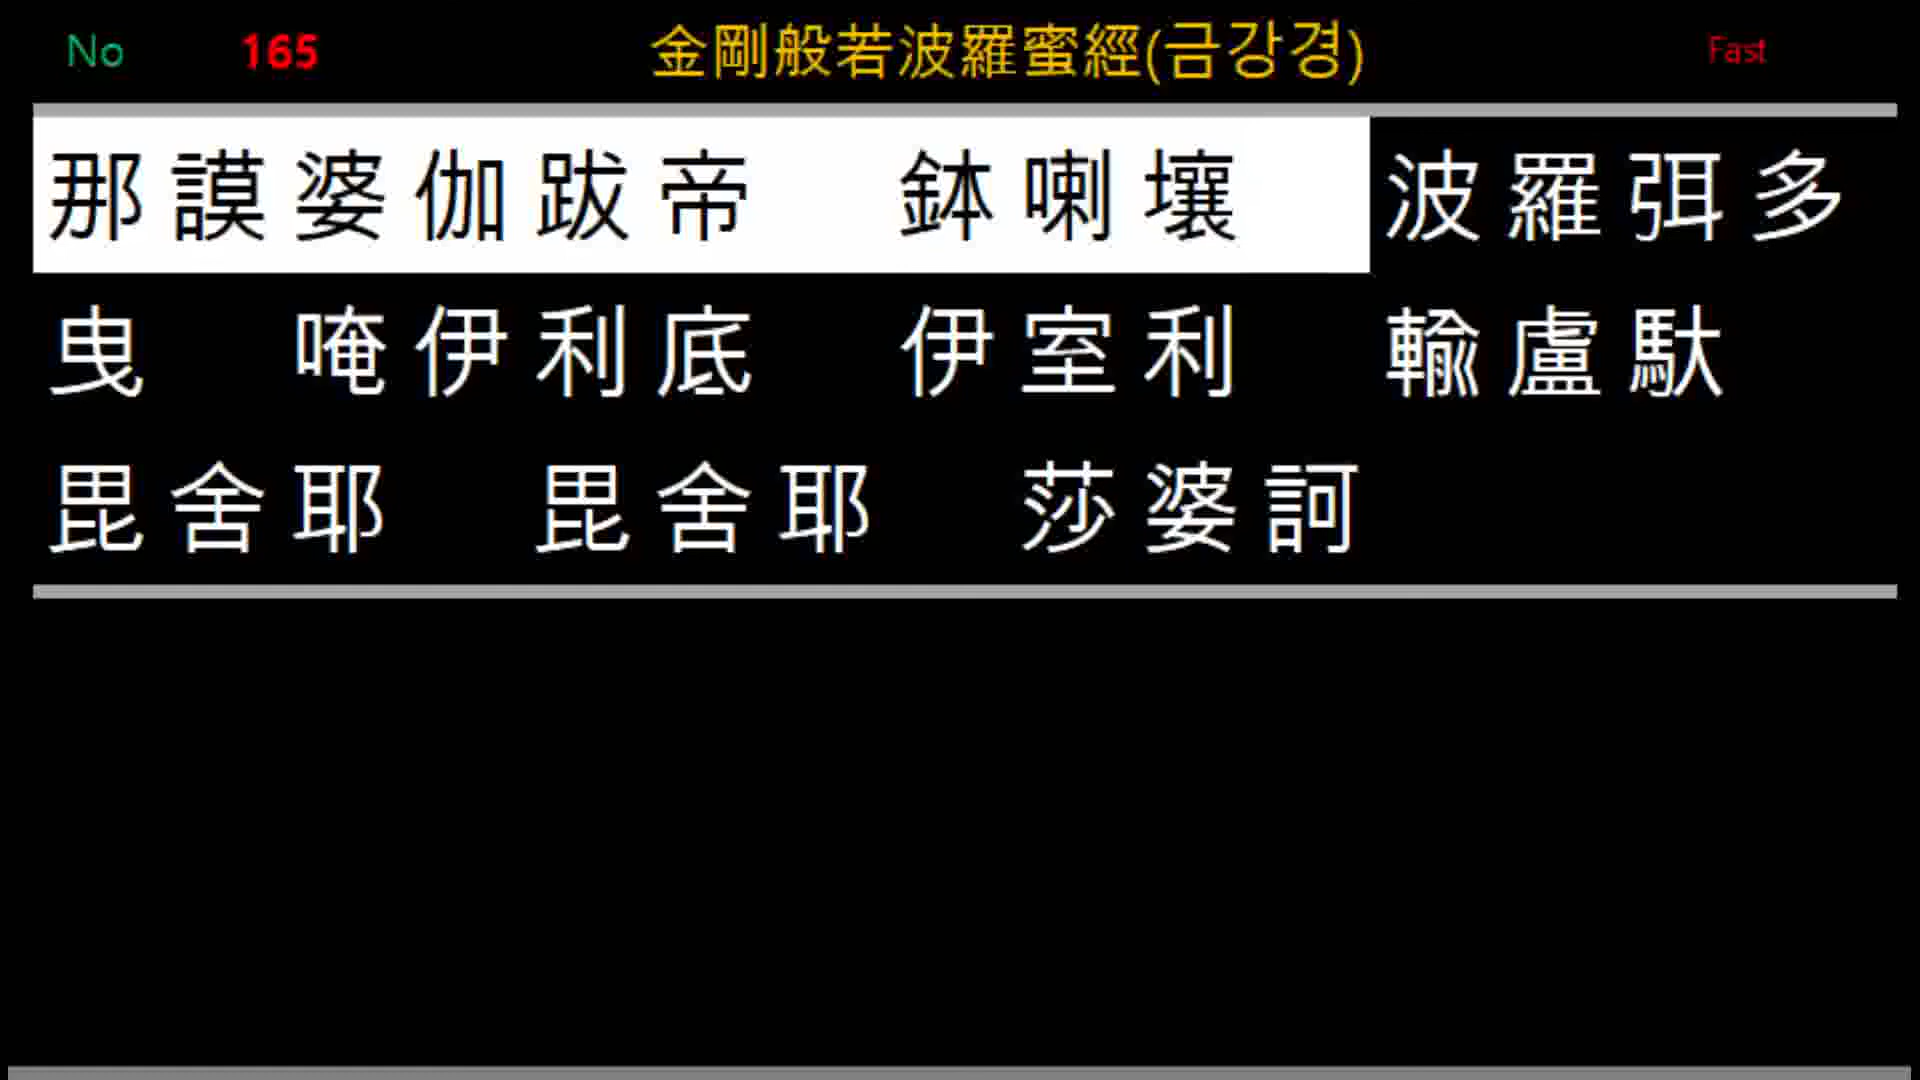 No 165 金剛般若波羅蜜經(금강경) Fast
那謨婆伽跋帝 鉢喇壤 波羅弭多
曳 唵伊利底 伊室利 輸盧馱
毘舍耶 毘舍耶 莎婆訶